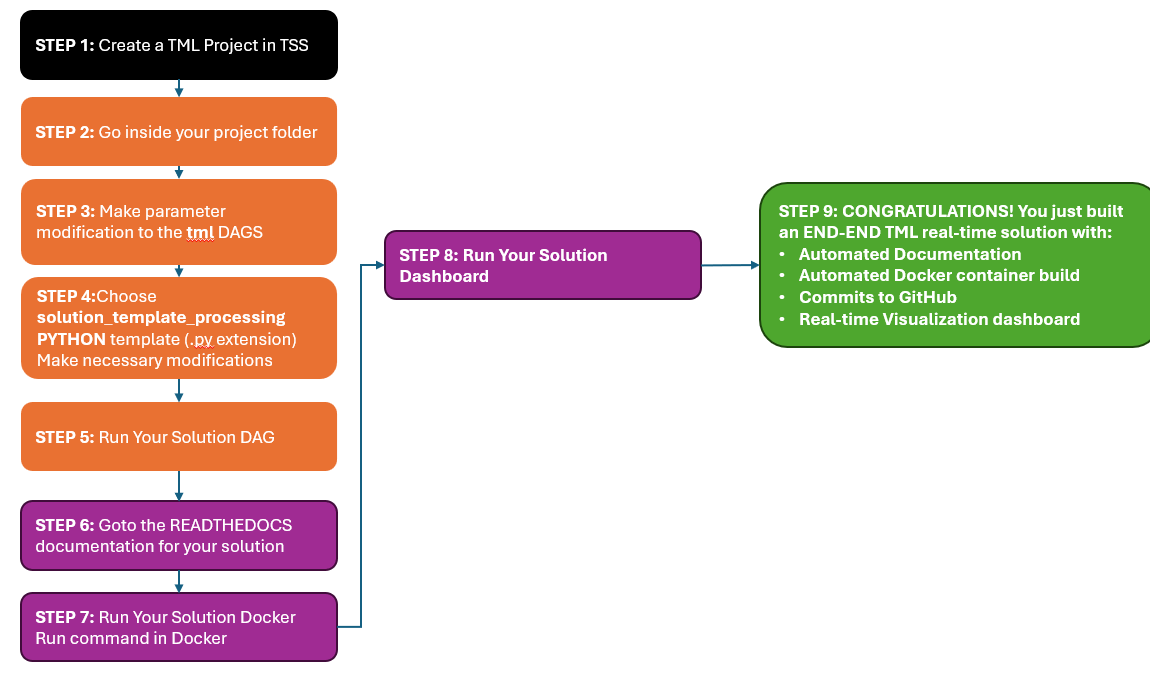 STEP 1: Create a TML Project in TSS
STEP 2: Go inside your project folder
STEP 3: Make parameter
modification to the tml DAGS
STEP 4:Choose
solution_template_processing
PYTHON template (.py extension)
Make necessary modifications
STEP 5: Run Your Solution DAG
STEP 6: Goto the READTHEDOCS
documentation for your solution
STEP 7: Run Your Solution Docker
Run command in Docker
STEP 8: Run Your Solution
Dashboard
STEP 9: CONGRATULATIONS! You just built
an END-END TML real-time solution with:
• Automated Documentation
• Automated Docker container build
• Commits to GitHub
• Real-time Visualization dashboard